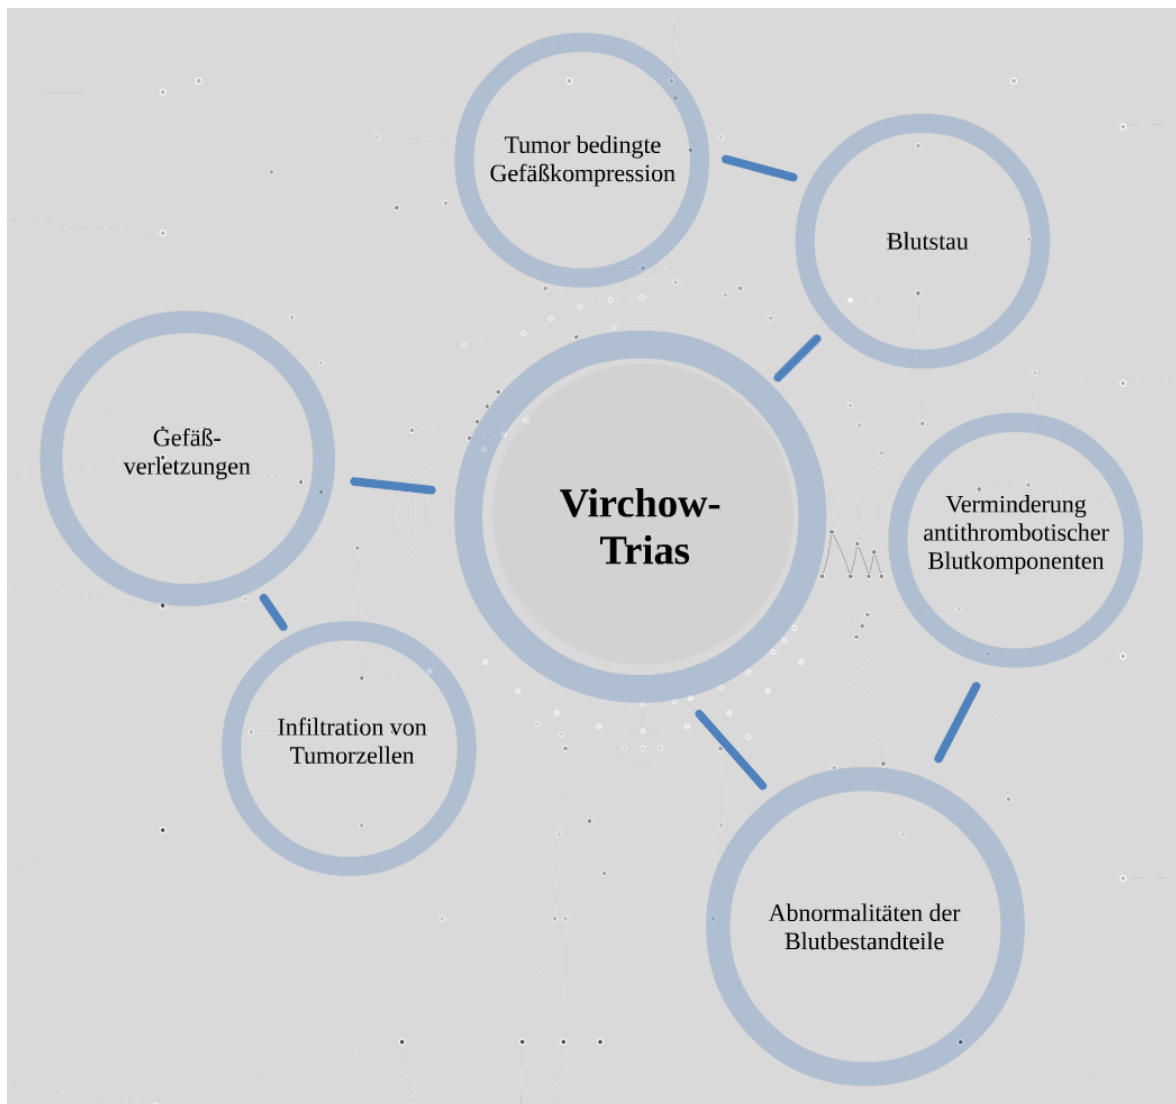 Tumor bedingte
Gefäßkompression
Blutstau
Gefäß-
verletzungen
Virchow-
Trias
Verminderung
antithrombotischer
Blutkomponenten
Infiltration von
Tumorzellen
Abnormalitäten der
Blutbestandteile